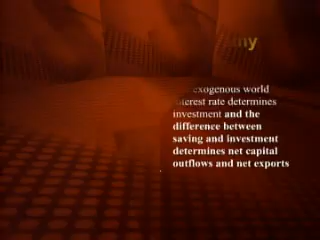 exogenous world
interest rate determines
investment and the
difference between
saving and investment
determines net capital
outflows and net exports